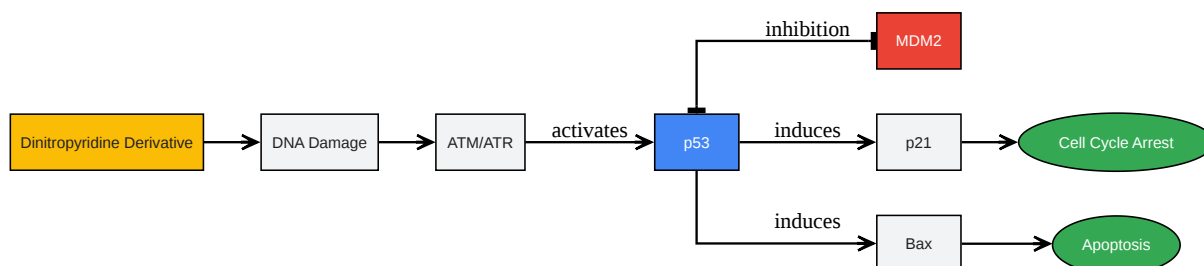 inhibition
MDM2
Dinitropyridine Derivative
DNA Damage
ATM/ATR
activates
p53
induces
p21
Cell Cycle Arrest
induces
Bax
Apoptosis